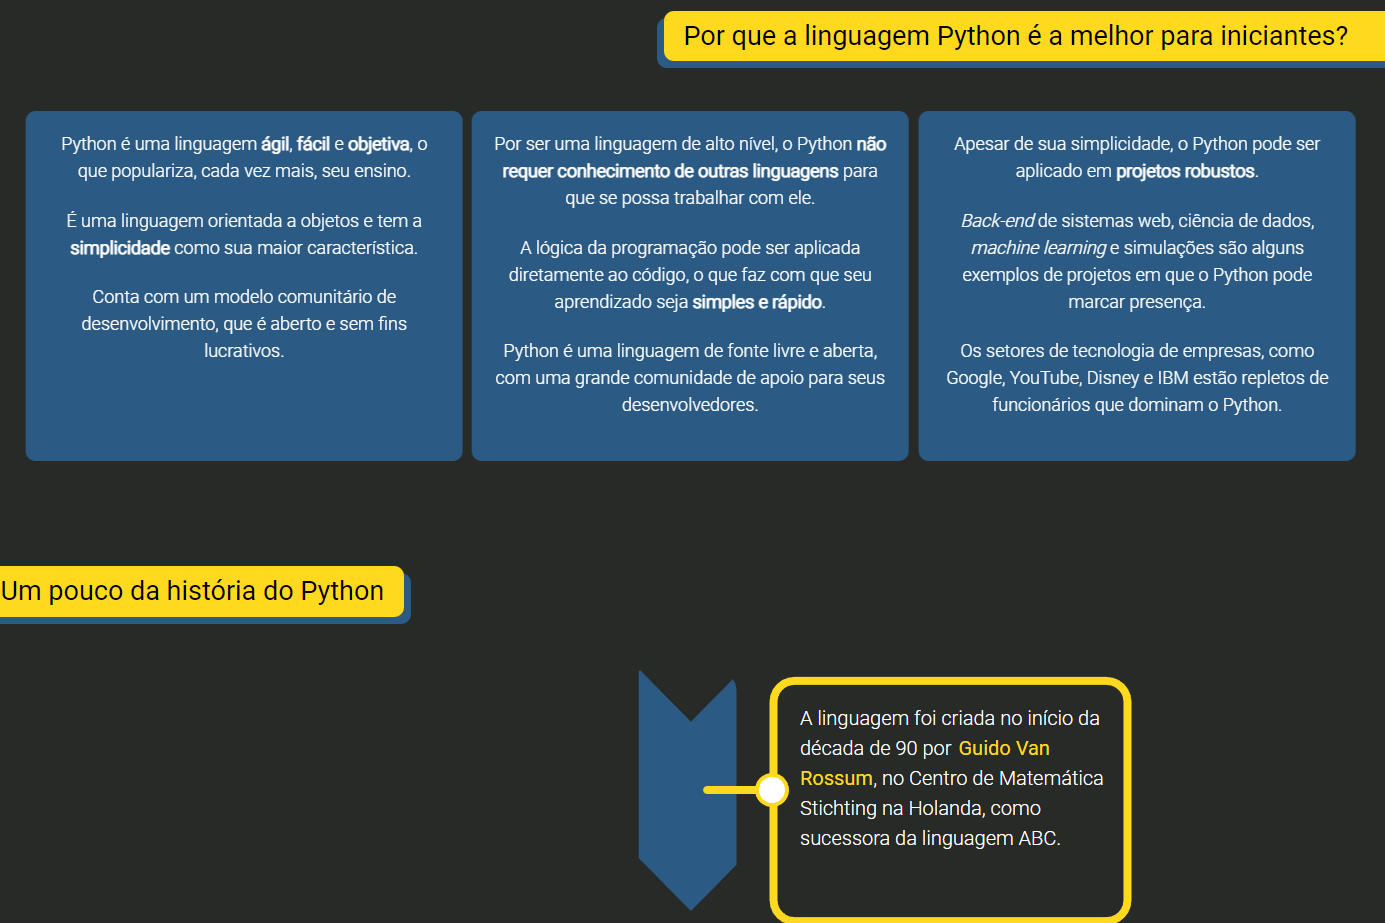 Por que a linguagem Python é a melhor para iniciantes?
Python é uma linguagem ágil, fácil e objetiva, o
que populariza, cada vez mais, seu ensino.
É uma linguagem orientada a objetos e tem a
simplicidade como sua maior característica.
Conta com um modelo comunitário de
desenvolvimento, que é aberto e sem fins
lucrativos.
Por ser uma linguagem de alto nível, o Python não
requer conhecimento de outras linguagens para
que se possa trabalhar com ele.
A lógica da programação pode ser aplicada
diretamente ao código, o que faz com que seu
aprendizado seja simples e rápido.
Python é uma linguagem de fonte livre e aberta,
com uma grande comunidade de apoio para seus
desenvolvedores.
Apesar de sua simplicidade, o Python pode ser
aplicado em projetos robustos.
Back-end de sistemas web, ciência de dados,
machine learning e simulações são alguns
exemplos de projetos em que o Python pode
marcar presença.
Os setores de tecnologia de empresas, como
Google, YouTube, Disney e IBM estão repletos de
funcionários que dominam o Python.
Um pouco da história do Python
A linguagem foi criada no início da
década de 90 por Guido Van
Rossum, no Centro de Matemática
Stichting na Holanda, como
sucessora da linguagem ABC.